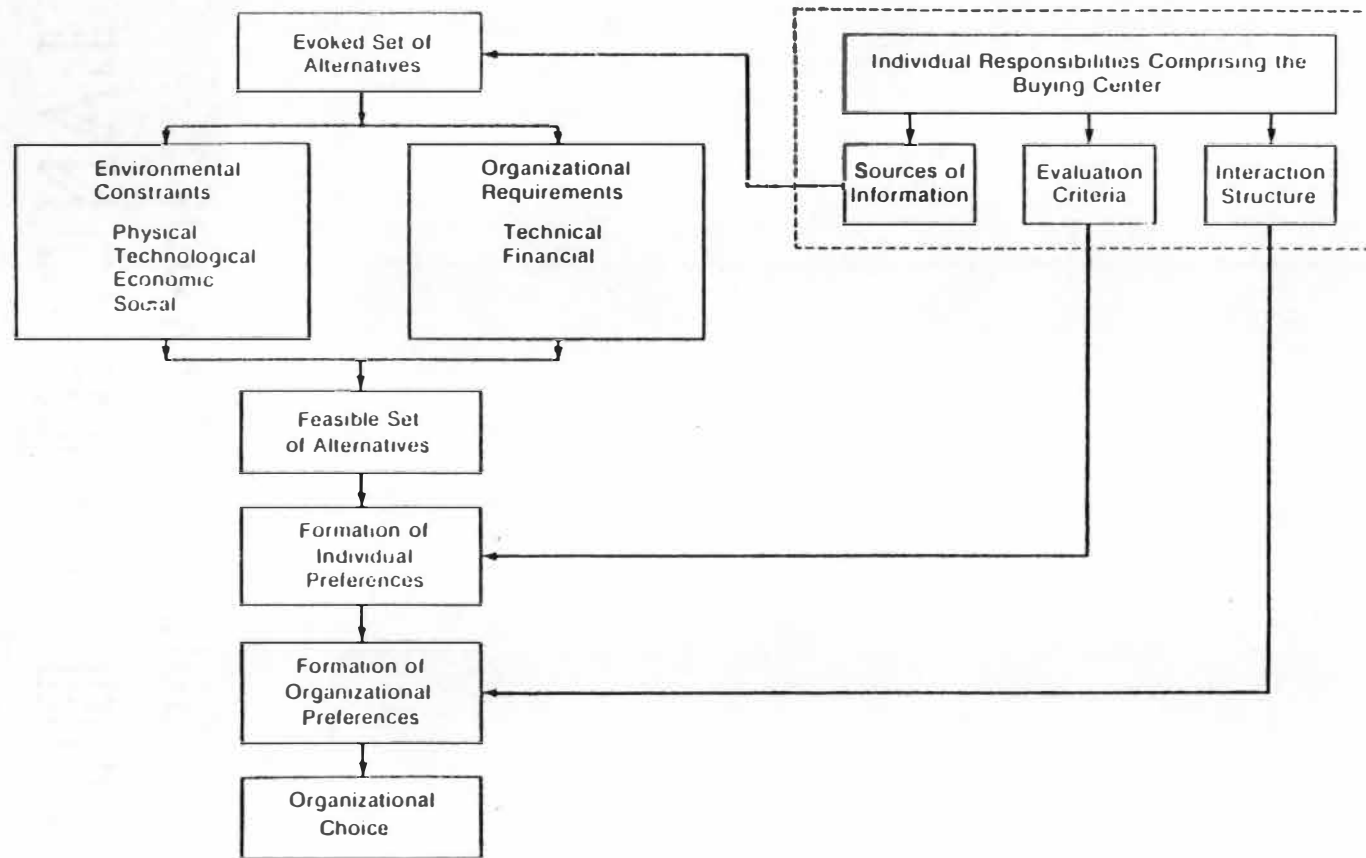 Evoked Set of
Alternatives
Individual Responsibilities Comprising the
Buying Center
Sources of
Information
Evaluation
Criteria
Interaction
Structure
Environmental
Constraints
Physical
Technological
Economic
Social
Organizational
Requirements
Technical
Financial
Feasible Set
of Alternatives
Formation of
Individual
Preferences
Formation of
Organizational
Preferences
Organizational
Choice